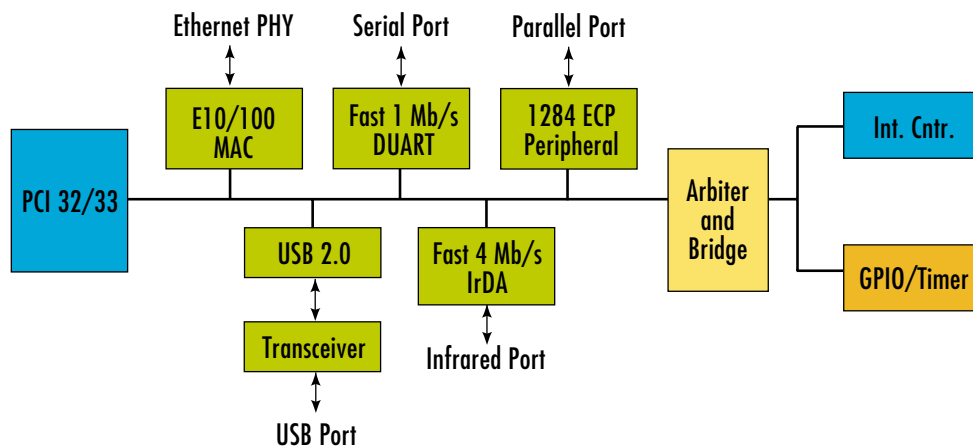 Ethernet PHY
Serial Port
Parallel Port
E10/100
MAC
Fast 1 Mb/s
DUART
1284 ECP
Peripheral
Int. Cntr.
PCI 32/33
Arbiter
and
Bridge
USB 2.0
Fast 4 Mb/s
IrDA
GPIO/Timer
Transceiver
Infrared Port
USB Port